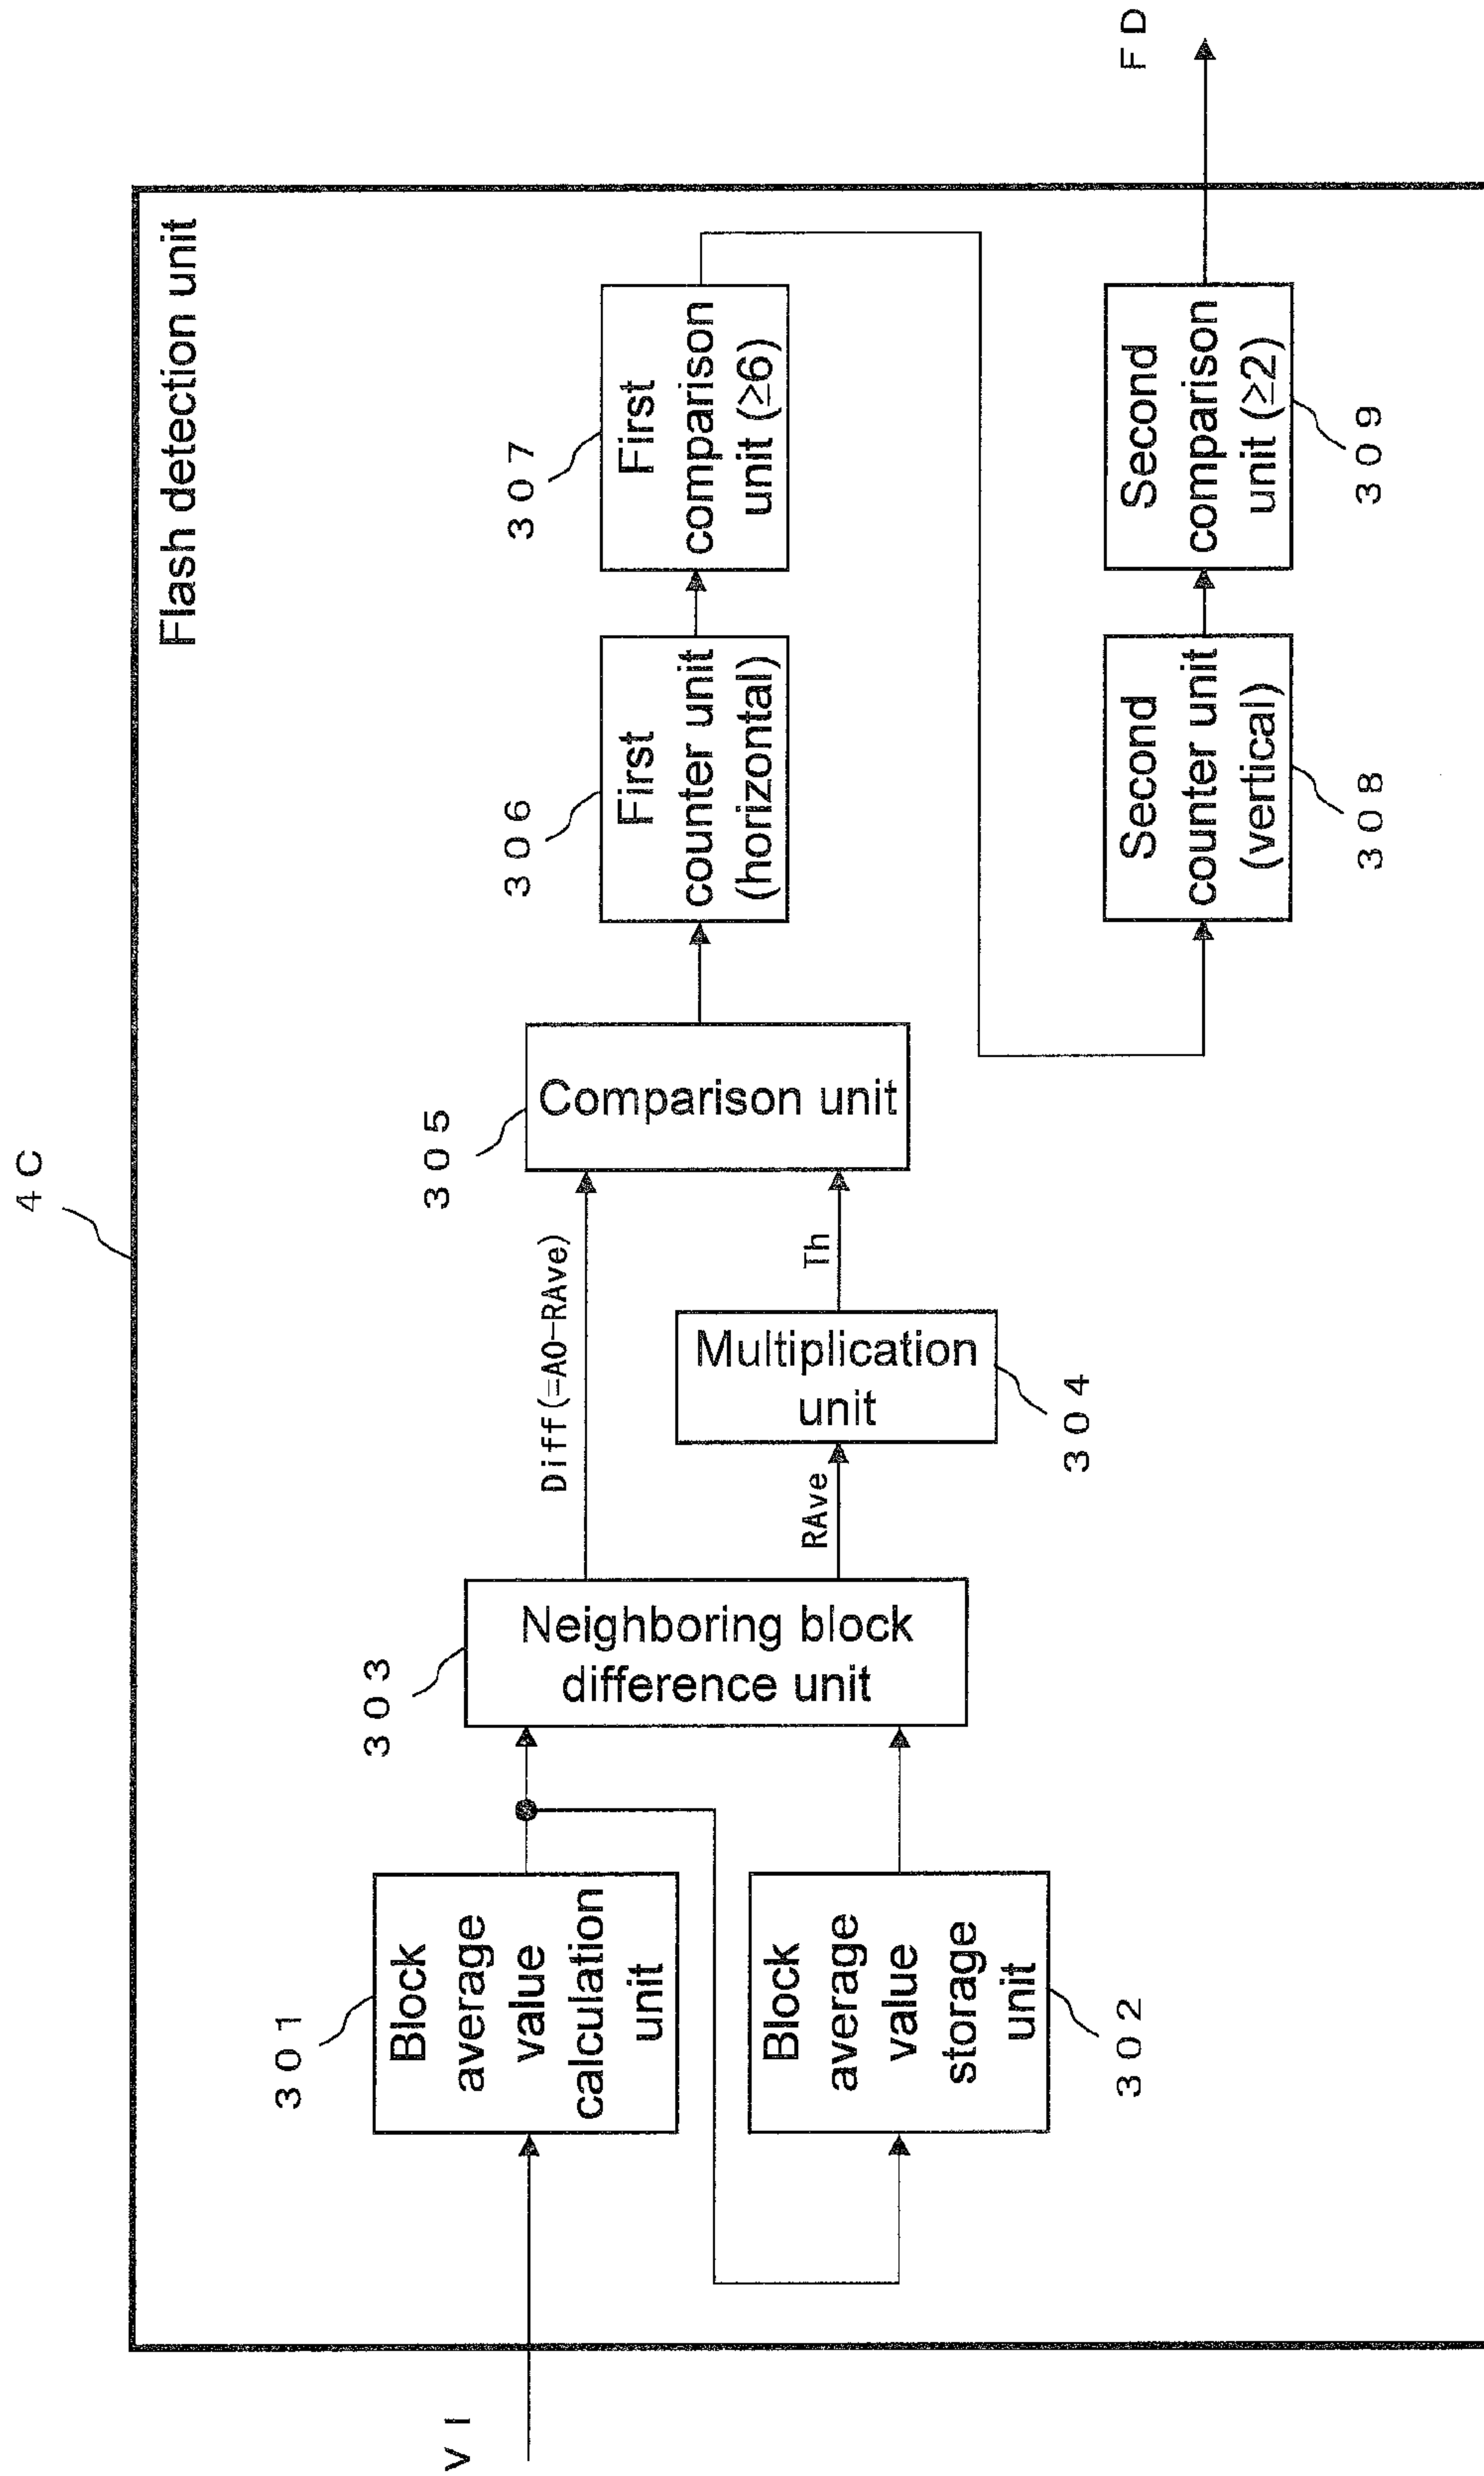 4C
Flash detection unit
VI
301
Block
average
value
calculation
unit
302
Block
average
value
storage
unit
303
Neighboring block
difference unit
Diff(=A0-RAve)
RAve
304
Multiplication
unit
Th
305
Comparison unit
306
First
counter unit
(horizontal)
307
First
comparison
unit (≥6)
308
Second
counter unit
(vertical)
309
Second
comparison
unit (≥2)
FD